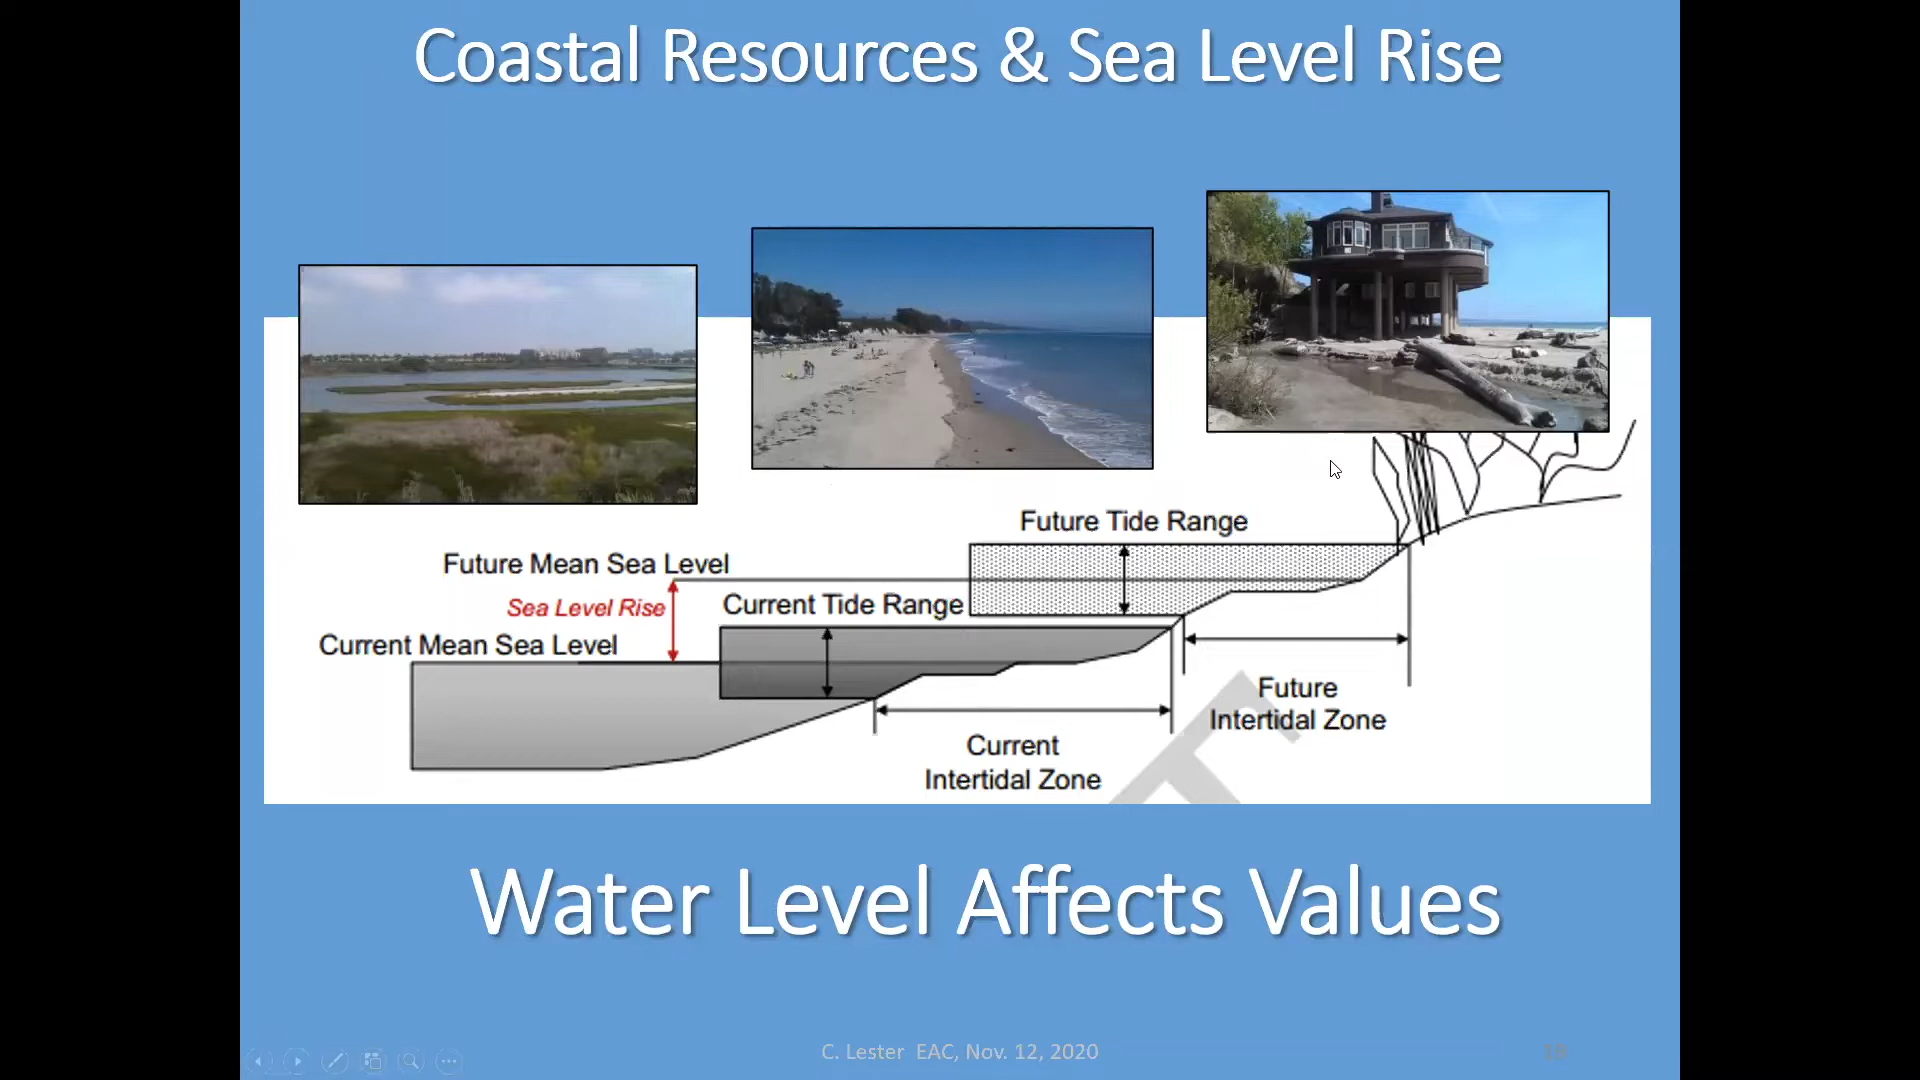 Coastal Resources & Sea Level Rise
Future Tide Range
Future Mean Sea Level
Sea Level Rise
Current Tide Range
Current Mean Sea Level
Future
Intertidal Zone
Current
Intertidal Zone
Water Level Affects Values
C. Lester EAC, Nov. 12, 2020